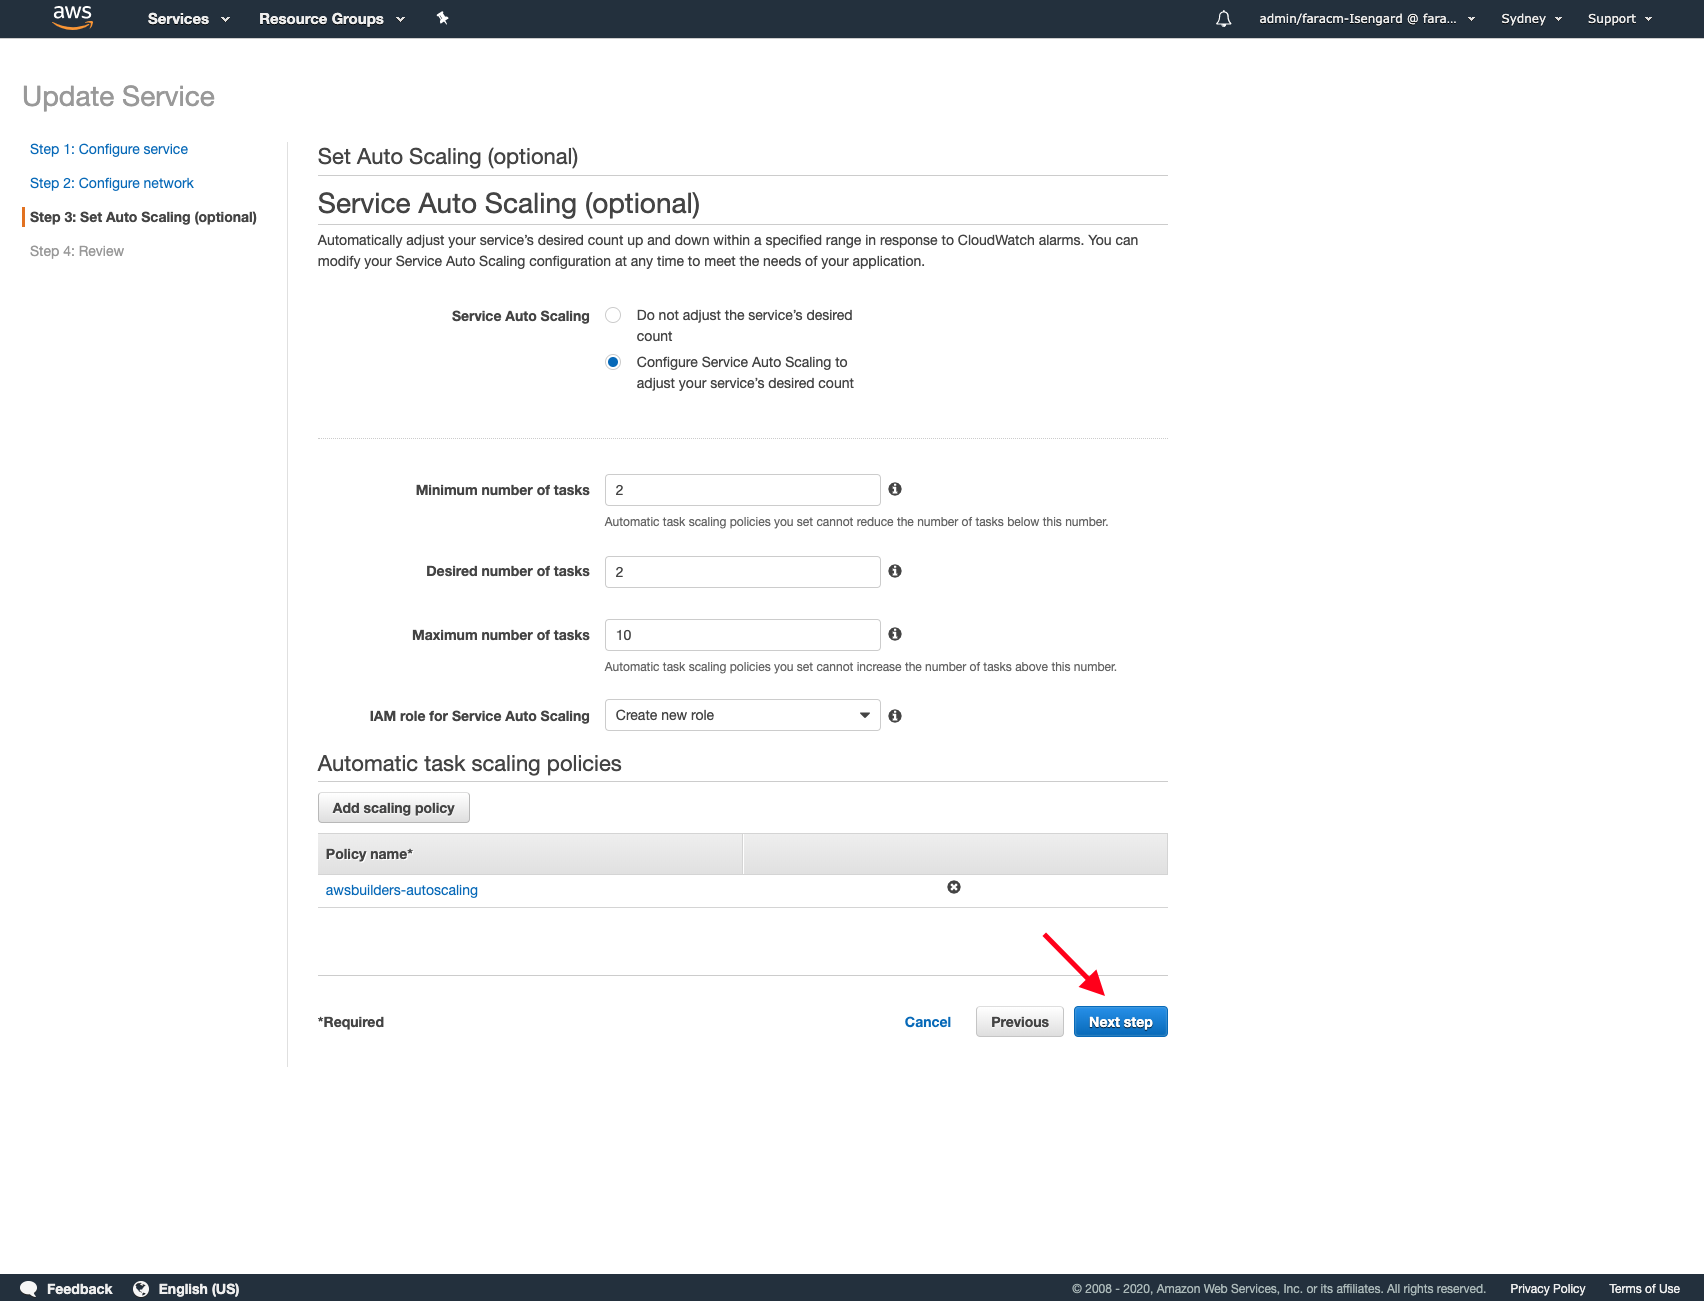 aws
Services
Resource Groups
admin/faracm-Isengard @ fara...
Sydney
Support
Update Service
Step 1: Configure service
Step 2: Configure network
Step 3: Set Auto Scaling (optional)
Step 4: Review
Set Auto Scaling (optional)
Service Auto Scaling (optional)
Automatically adjust your service’s desired count up and down within a specified range in response to CloudWatch alarms. You can
modify your Service Auto Scaling configuration at any time to meet the needs of your application.
Service Auto Scaling
Do not adjust the service’s desired
count
Configure Service Auto Scaling to
adjust your service’s desired count
Minimum number of tasks
2
Automatic task scaling policies you set cannot reduce the number of tasks below this number.
Desired number of tasks
2
Maximum number of tasks
10
Automatic task scaling policies you set cannot increase the number of tasks above this number.
IAM role for Service Auto Scaling
Create new role
Automatic task scaling policies
Add scaling policy
Policy name*
awsbuilders-autoscaling
*Required
Cancel
Previous
Next step
Feedback
English (US)
© 2008 - 2020, Amazon Web Services, Inc. or its affiliates. All rights reserved.
Privacy Policy
Terms of Use